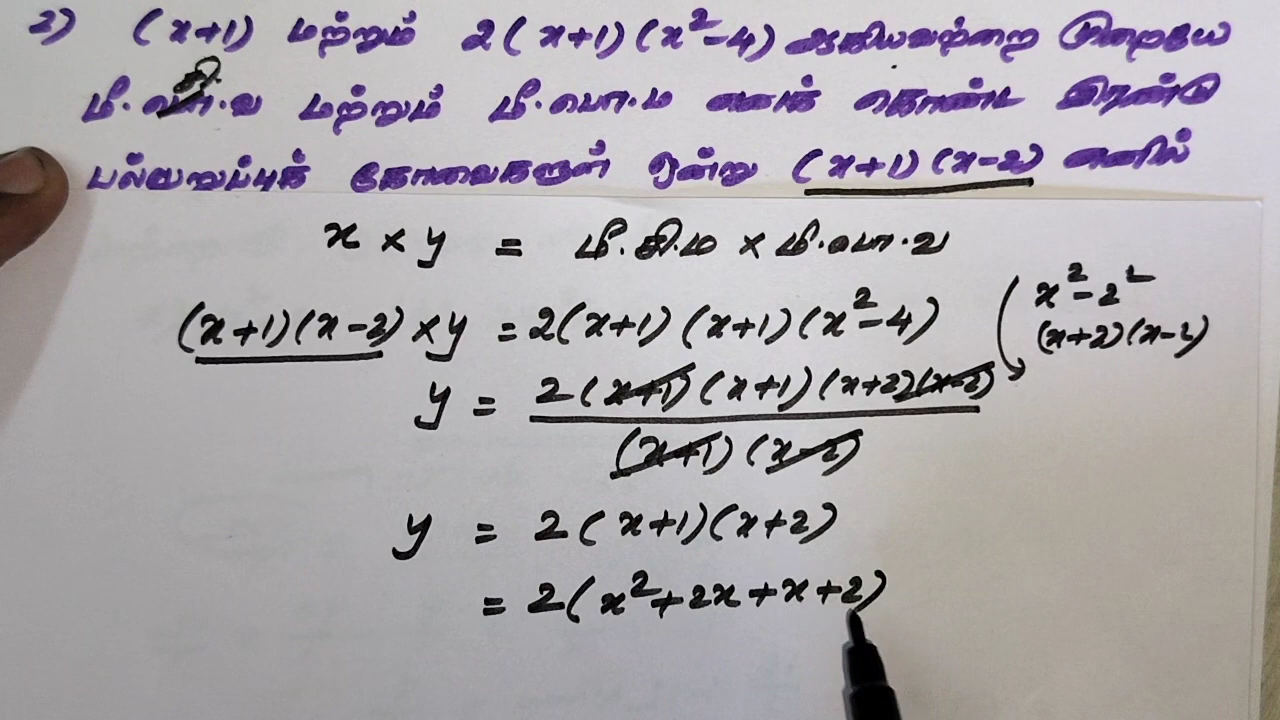 2) (x+1) மற்றும் 2(x+1)(x²-4) ஆகியவற்றை முறையே
மீ.பொ.வ மற்றும் மீ.பொ.ம எனக் கொண்ட இரண்டு
பல்லுறுப்புக் கோவைகளுள் ஒன்று (x+1)(x-2) எனில்
x × y = மீ.சி.ம × மீ.பொ.வ
(x+1)(x-2) × y = 2(x+1)(x+1)(x²-4)
x²-2²
(x+2)(x-2)
y = 2(x+1)(x+1)(x+2)(x-2)
(x+1)(x-2)
y = 2(x+1)(x+2)
= 2(x²+2x+x+2)